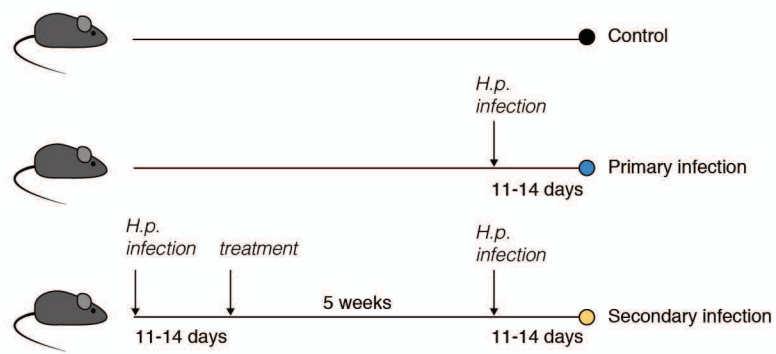 Control
H.p.
infection
Primary infection
11-14 days
H.p.
infection
treatment
H.p.
infection
5 weeks
Secondary infection
11-14 days
11-14 days